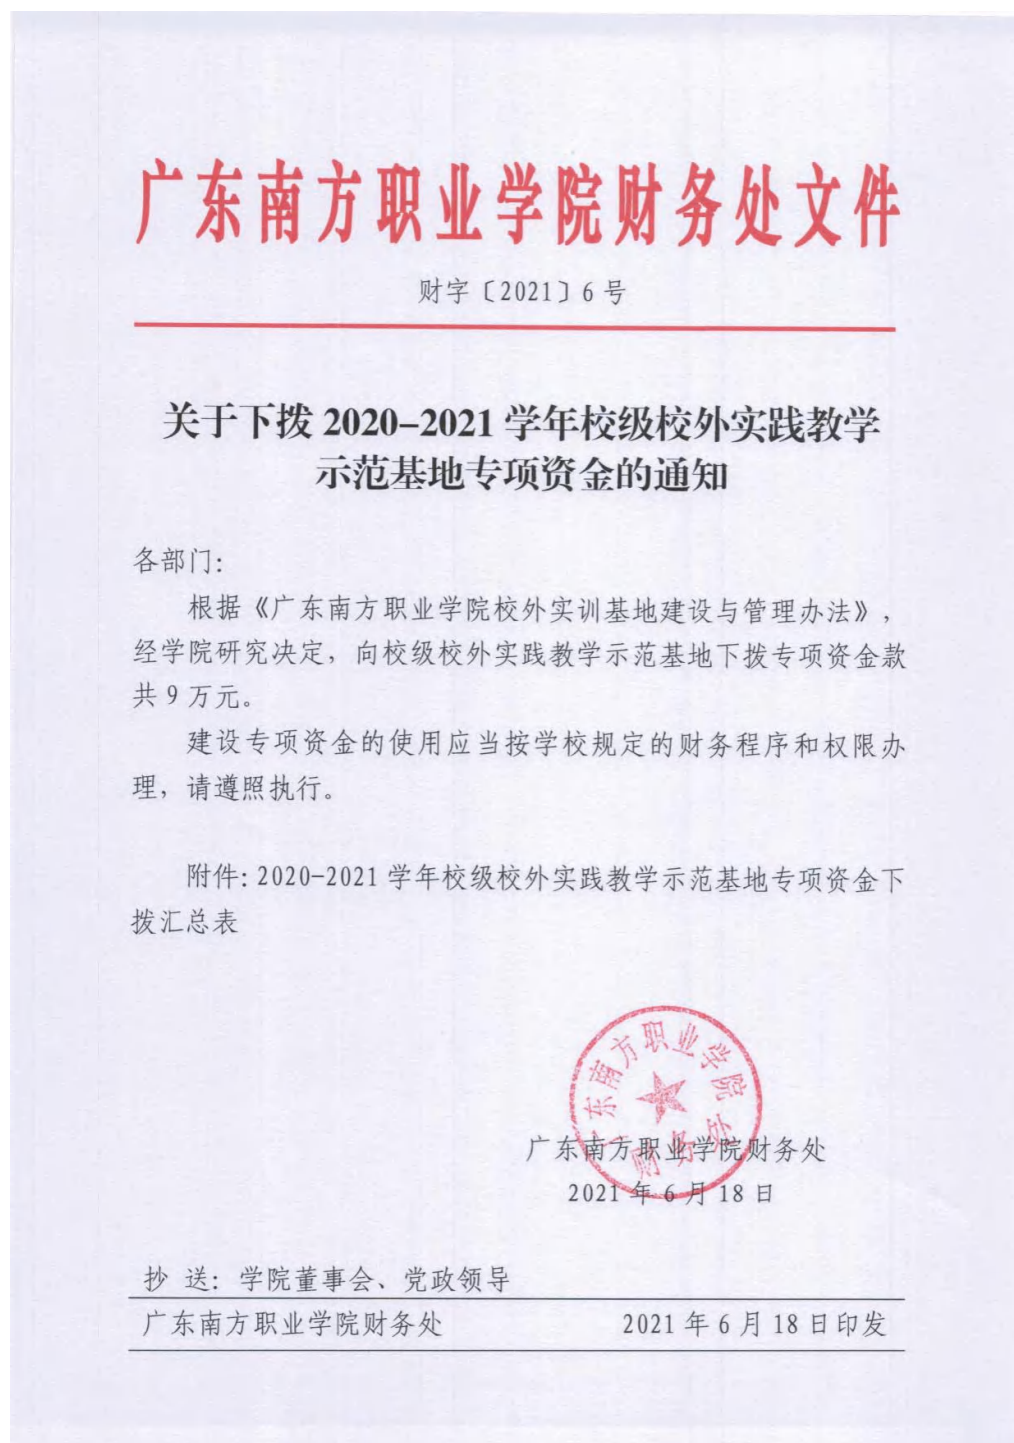 广东南方职业学院财务处文件
财字〔2021〕6号
关于下拨2020-2021学年校级校外实践教学
示范基地专项资金的通知
各部门:
根据《广东南方职业学院校外实训基地建设与管理办法》,
经学院研究决定,向校级校外实践教学示范基地下拨专项资金款
共9万元。
建设专项资金的使用应当按学校规定的财务程序和权限办
理,请遵照执行。
附件:2020-2021学年校级校外实践教学示范基地专项资金下
拨汇总表
广东南方职业学院
财务处
广东南方职业学院财务处
2021年6月18日
抄 送:学院董事会、党政领导
广东南方职业学院财务处 2021年6月18日印发